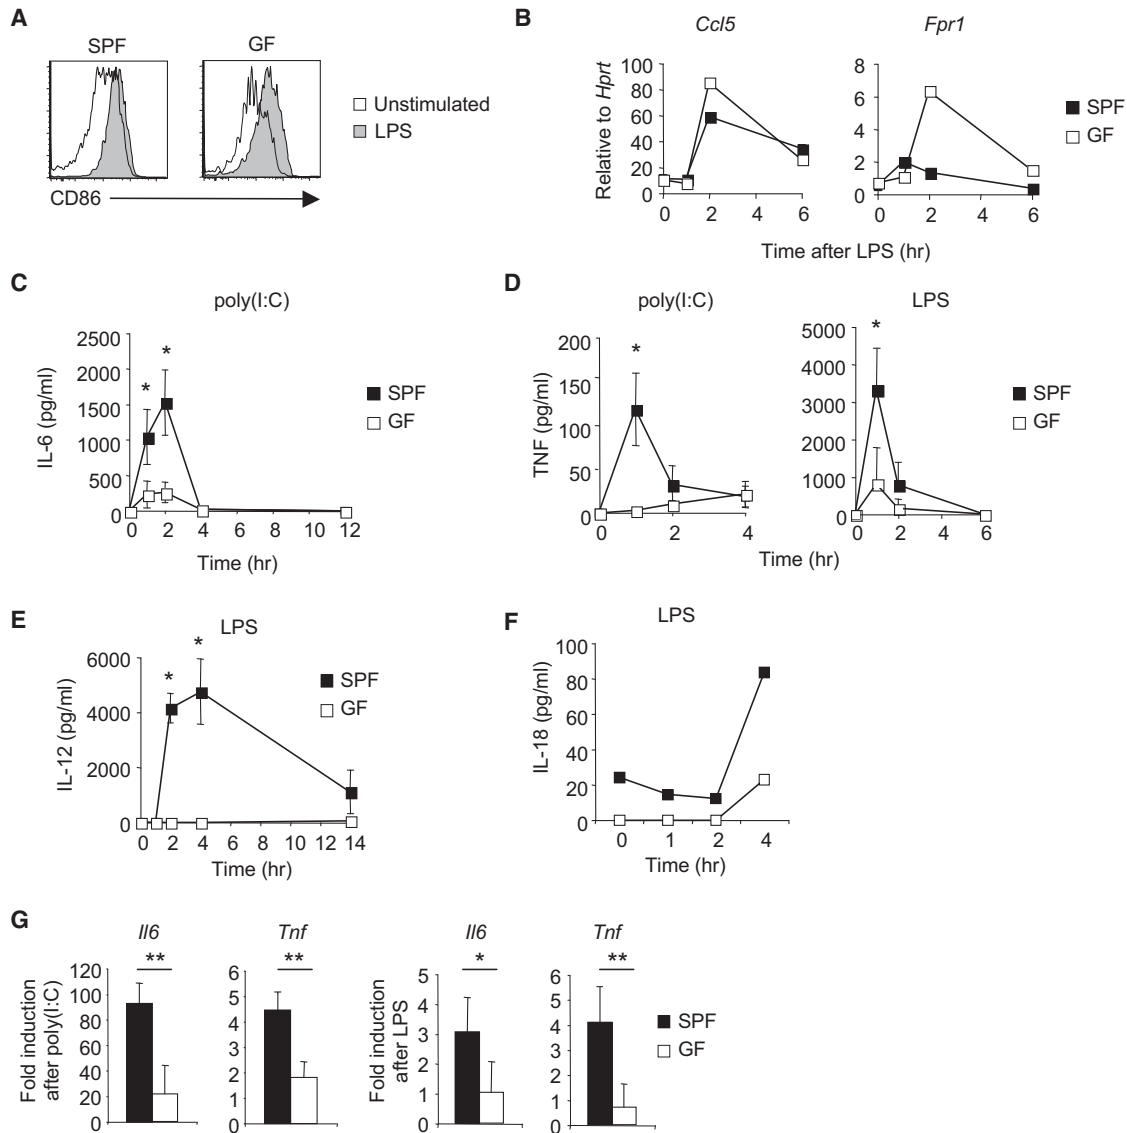 A
SPF GF
Unstimulated
LPS
CD86
B
Ccl5 Fpr1
Relative to Hprt
100
80
60
40
20
0
0 2 4 6
8
6
4
2
0
0 2 4 6
SPF
GF
Time after LPS (hr)
C
poly(I:C)
IL-6 (pg/ml)
2500
2000
1500
1000
500
0
* *
0 2 4 6 8 10 12
Time (hr)
SPF
GF
D
poly(I:C) LPS
TNF (pg/ml)
200
150
100
50
0
*
0 2 4
5000
4000
3000
2000
1000
0
*
0 2 4 6
Time (hr)
SPF
GF
E
LPS
IL-12 (pg/ml)
6000
4000
2000
0
* *
0 2 4 6 8 10 12 14
Time (hr)
SPF
GF
F
LPS
IL-18 (pg/ml)
100
80
60
40
20
0
0 1 2 4
Time (hr)
G
Il6 Tnf Il6 Tnf
** ** * **
Fold induction
after poly(I:C)
120
100
80
60
40
20
0
6
5
4
3
2
1
0
Fold induction
after LPS
5
4
3
2
1
0
6
5
4
3
2
1
0
SPF
GF